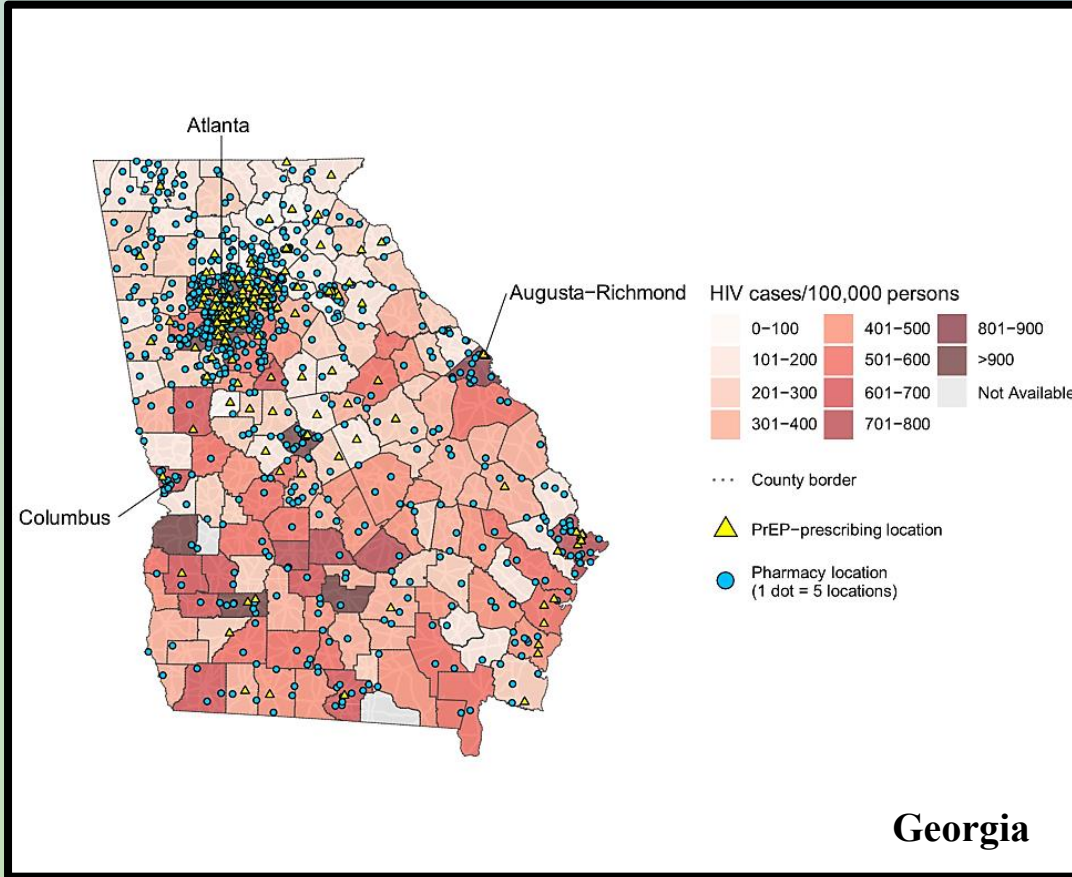 Atlanta
Augusta−Richmond
Columbus
HIV cases/100,000 persons
0−100
101−200
201−300
301−400
401−500
501−600
601−700
701−800
801−900
>900
Not Available
County border
PrEP−prescribing location
Pharmacy location
(1 dot = 5 locations)
Georgia